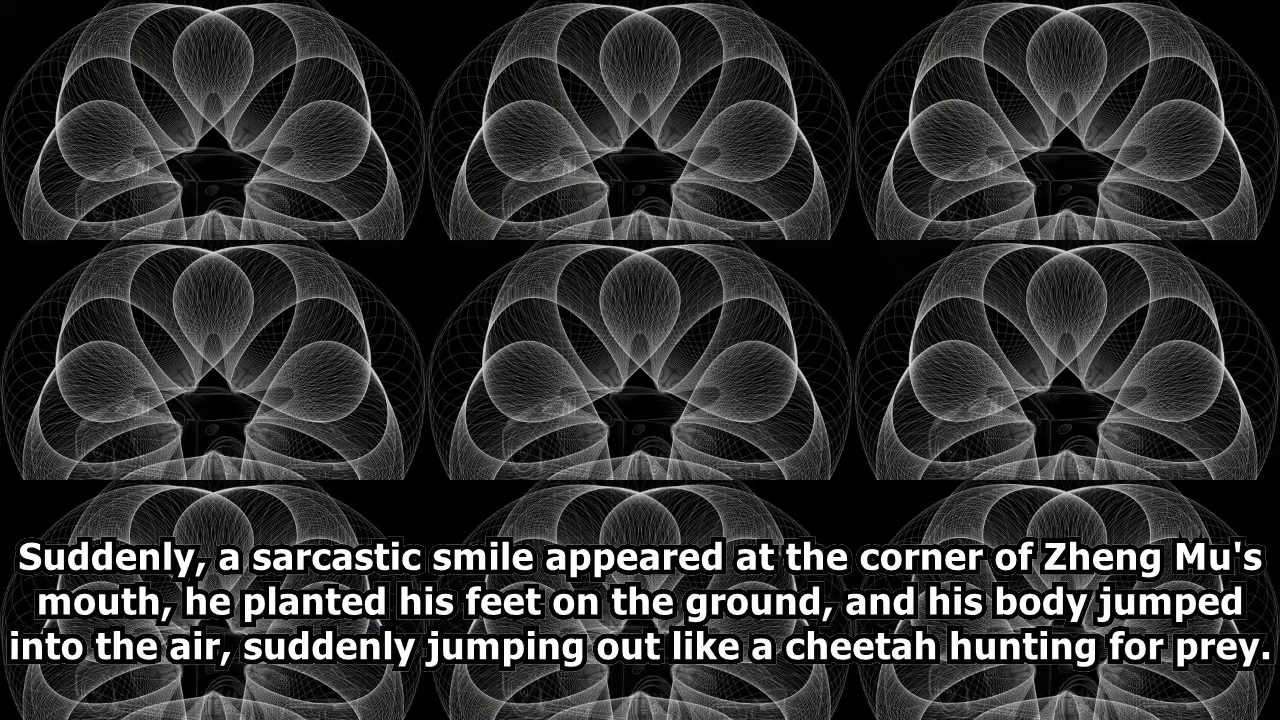 Suddenly, a sarcastic smile appeared at the corner of Zheng Mu's
mouth, he planted his feet on the ground, and his body jumped
into the air, suddenly jumping out like a cheetah hunting for prey.